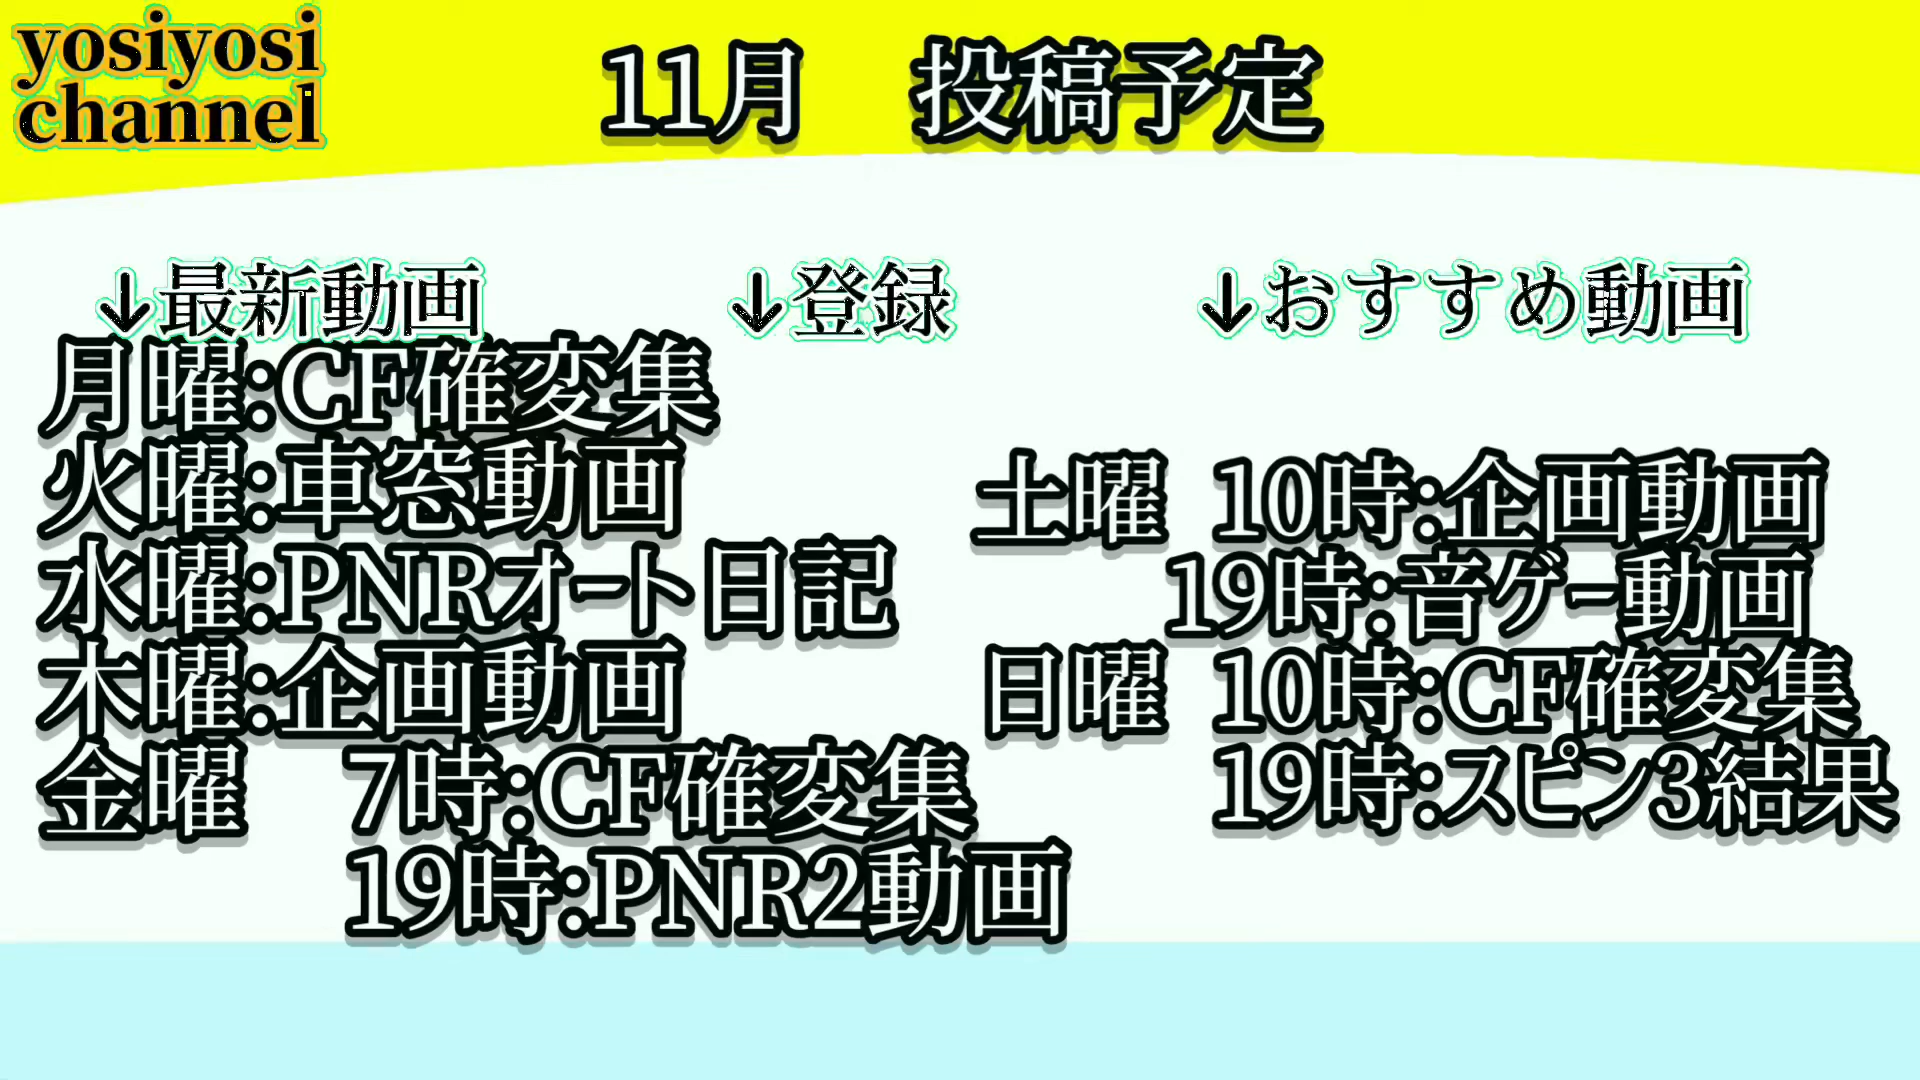 yosiyosi
channel
11月　投稿予定
↓最新動画
↓登録
↓おすすめ動画
月曜:CF確変集
火曜:車窓動画
水曜:PNRｵｰﾄ日記
木曜:企画動画
金曜　7時:CF確変集
19時:PNR2動画
土曜 10時:企画動画
19時:音ｹﾞｰ動画
日曜 10時:CF確変集
19時:ｽﾋﾟﾝ3結果